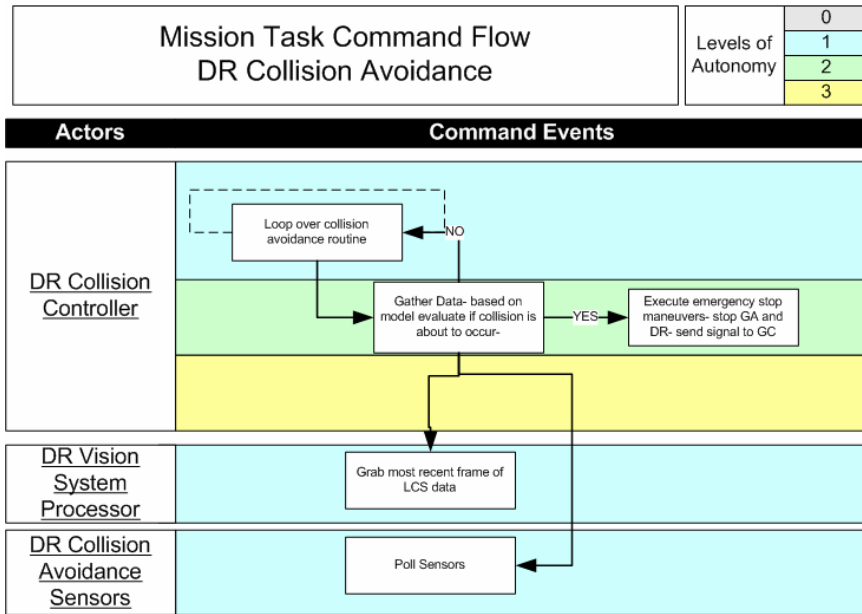 Mission Task Command Flow
DR Collision Avoidance
Levels of
Autonomy
0
1
2
3
Actors
Command Events
DR Collision
Controller
Loop over collision
avoidance routine
NO
Gather Data- based on
model evaluate if collision is
about to occur-
YES
Execute emergency stop
maneuvers- stop GA and
DR- send signal to GC
DR Vision
System
Processor
Grab most recent frame of
LCS data
DR Collision
Avoidance
Sensors
Poll Sensors